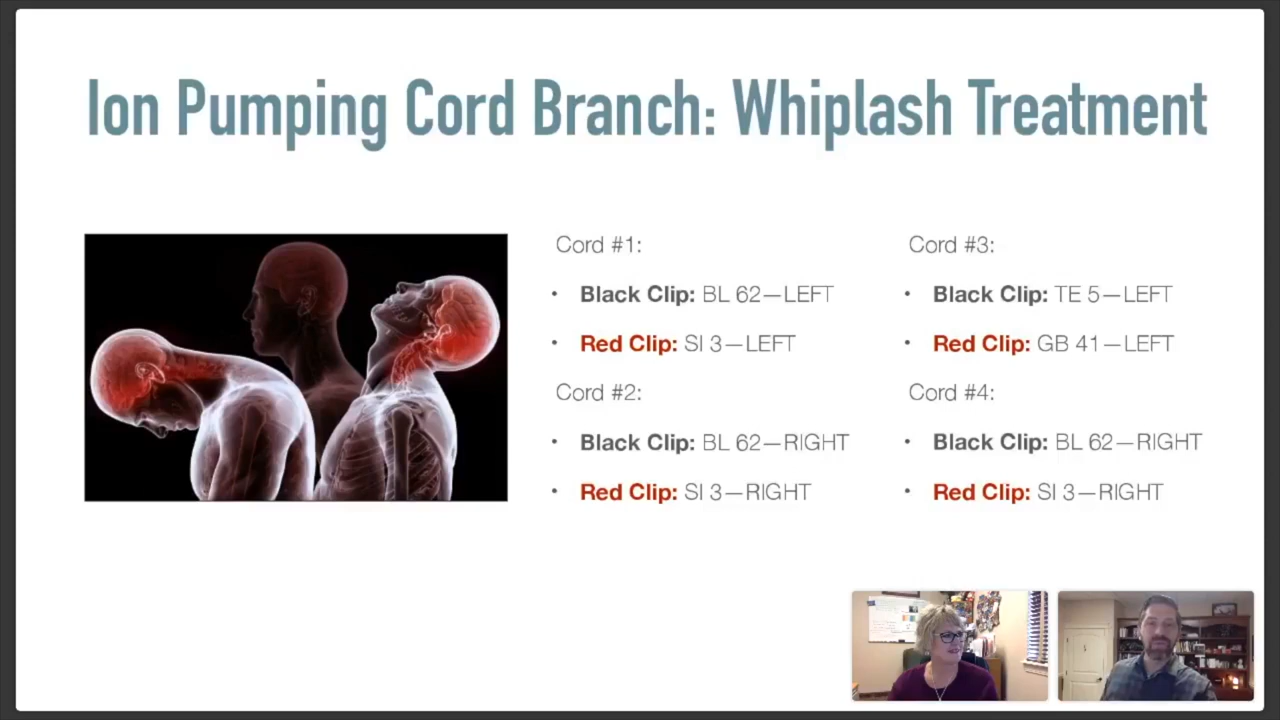 Ion Pumping Cord Branch: Whiplash Treatment
Cord #1:
• Black Clip: BL 62—LEFT
• Red Clip: SI 3—LEFT
Cord #2:
• Black Clip: BL 62—RIGHT
• Red Clip: SI 3—RIGHT
Cord #3:
• Black Clip: TE 5—LEFT
• Red Clip: GB 41—LEFT
Cord #4:
• Black Clip: BL 62—RIGHT
• Red Clip: SI 3—RIGHT